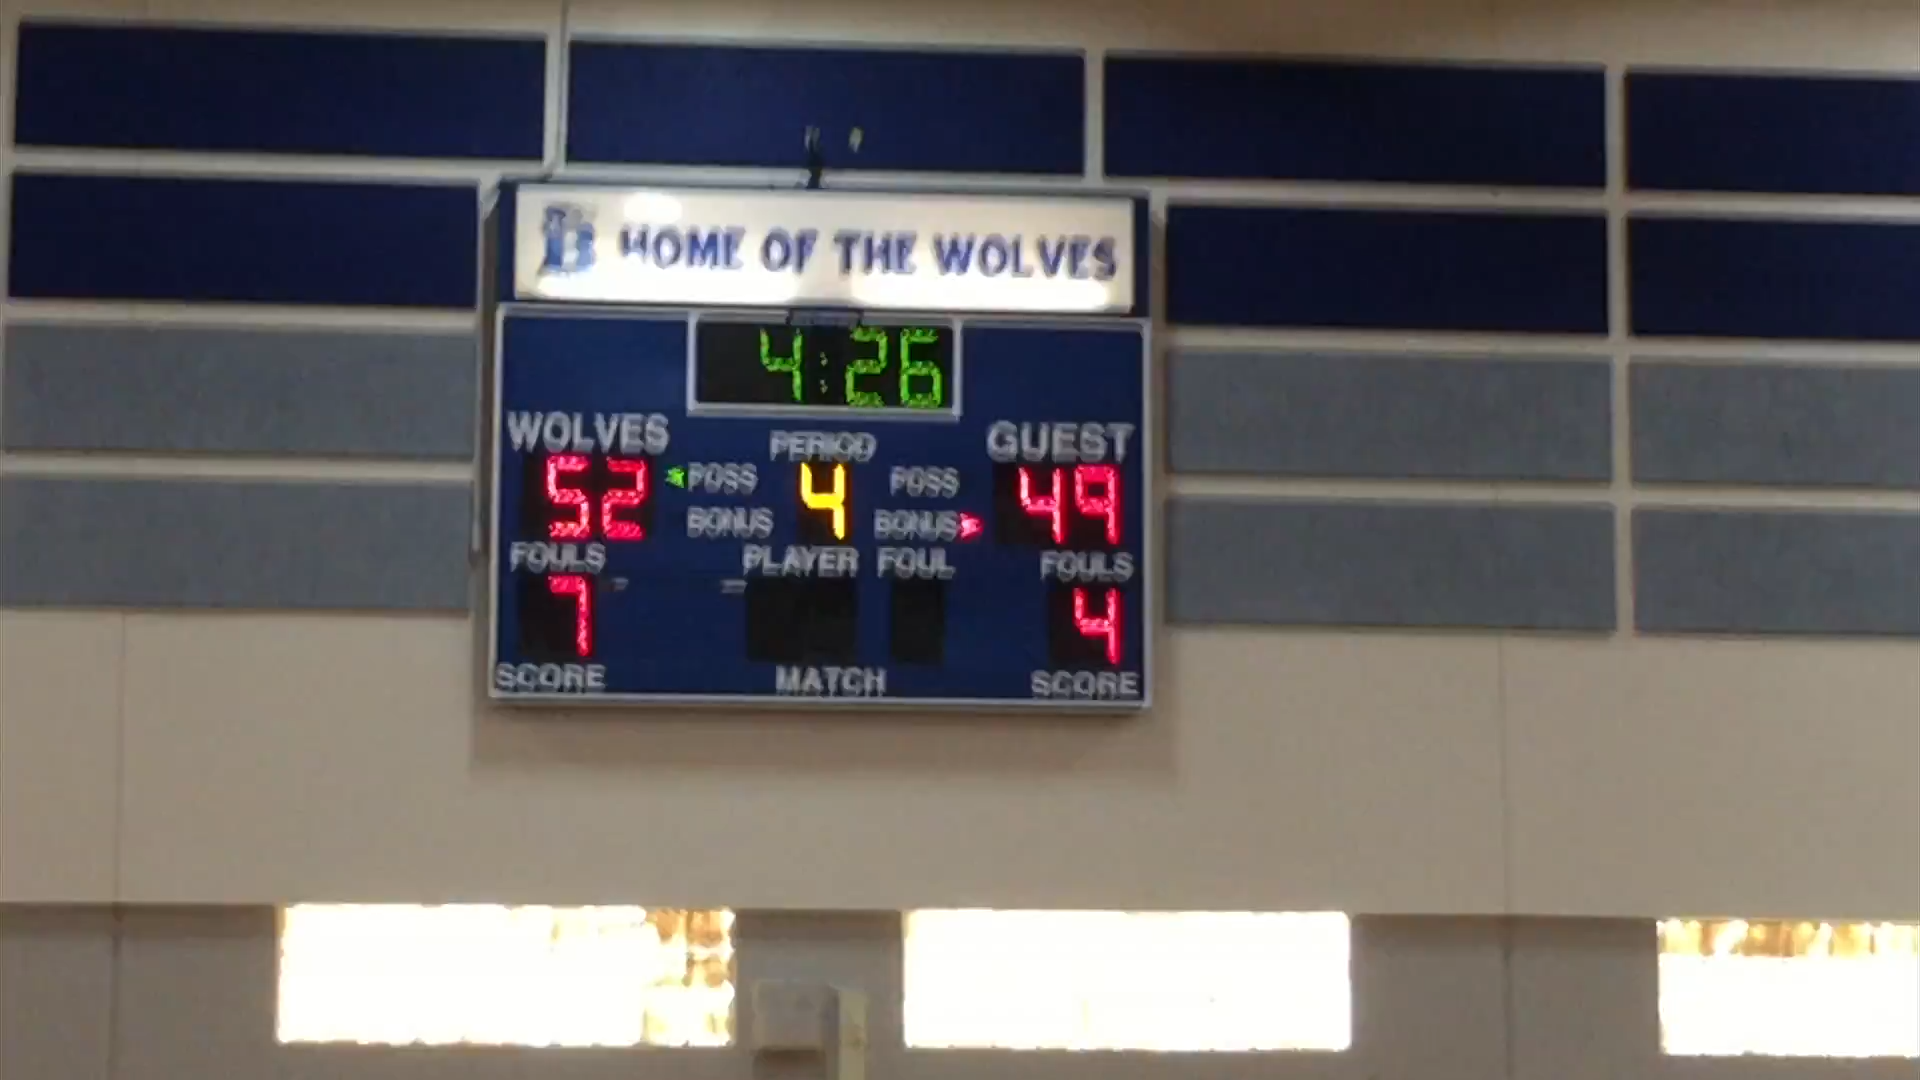 B HOME OF THE WOLVES
4:26
WOLVES PERIOD GUEST
52 POSS 4 POSS 49
BONUS BONUS
FOULS PLAYER FOUL FOULS
7 4
SCORE MATCH SCORE